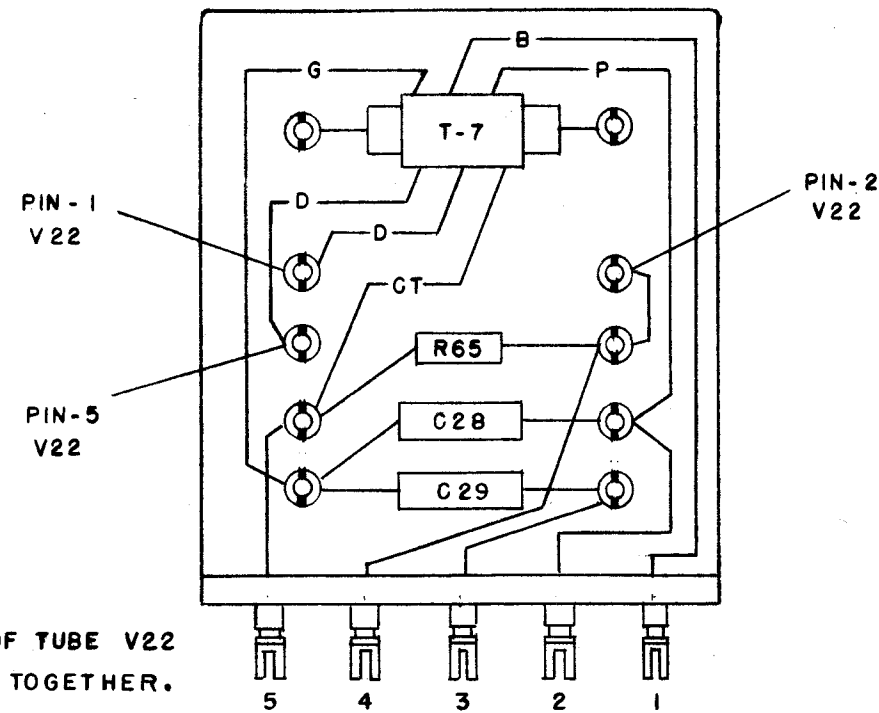 B
G
P
T-7
PIN-1
V22
D
D
PIN-2
V22
CT
R65
PIN-5
V22
C28
C29
OF TUBE V22
TOGETHER.
5 4 3 2 1